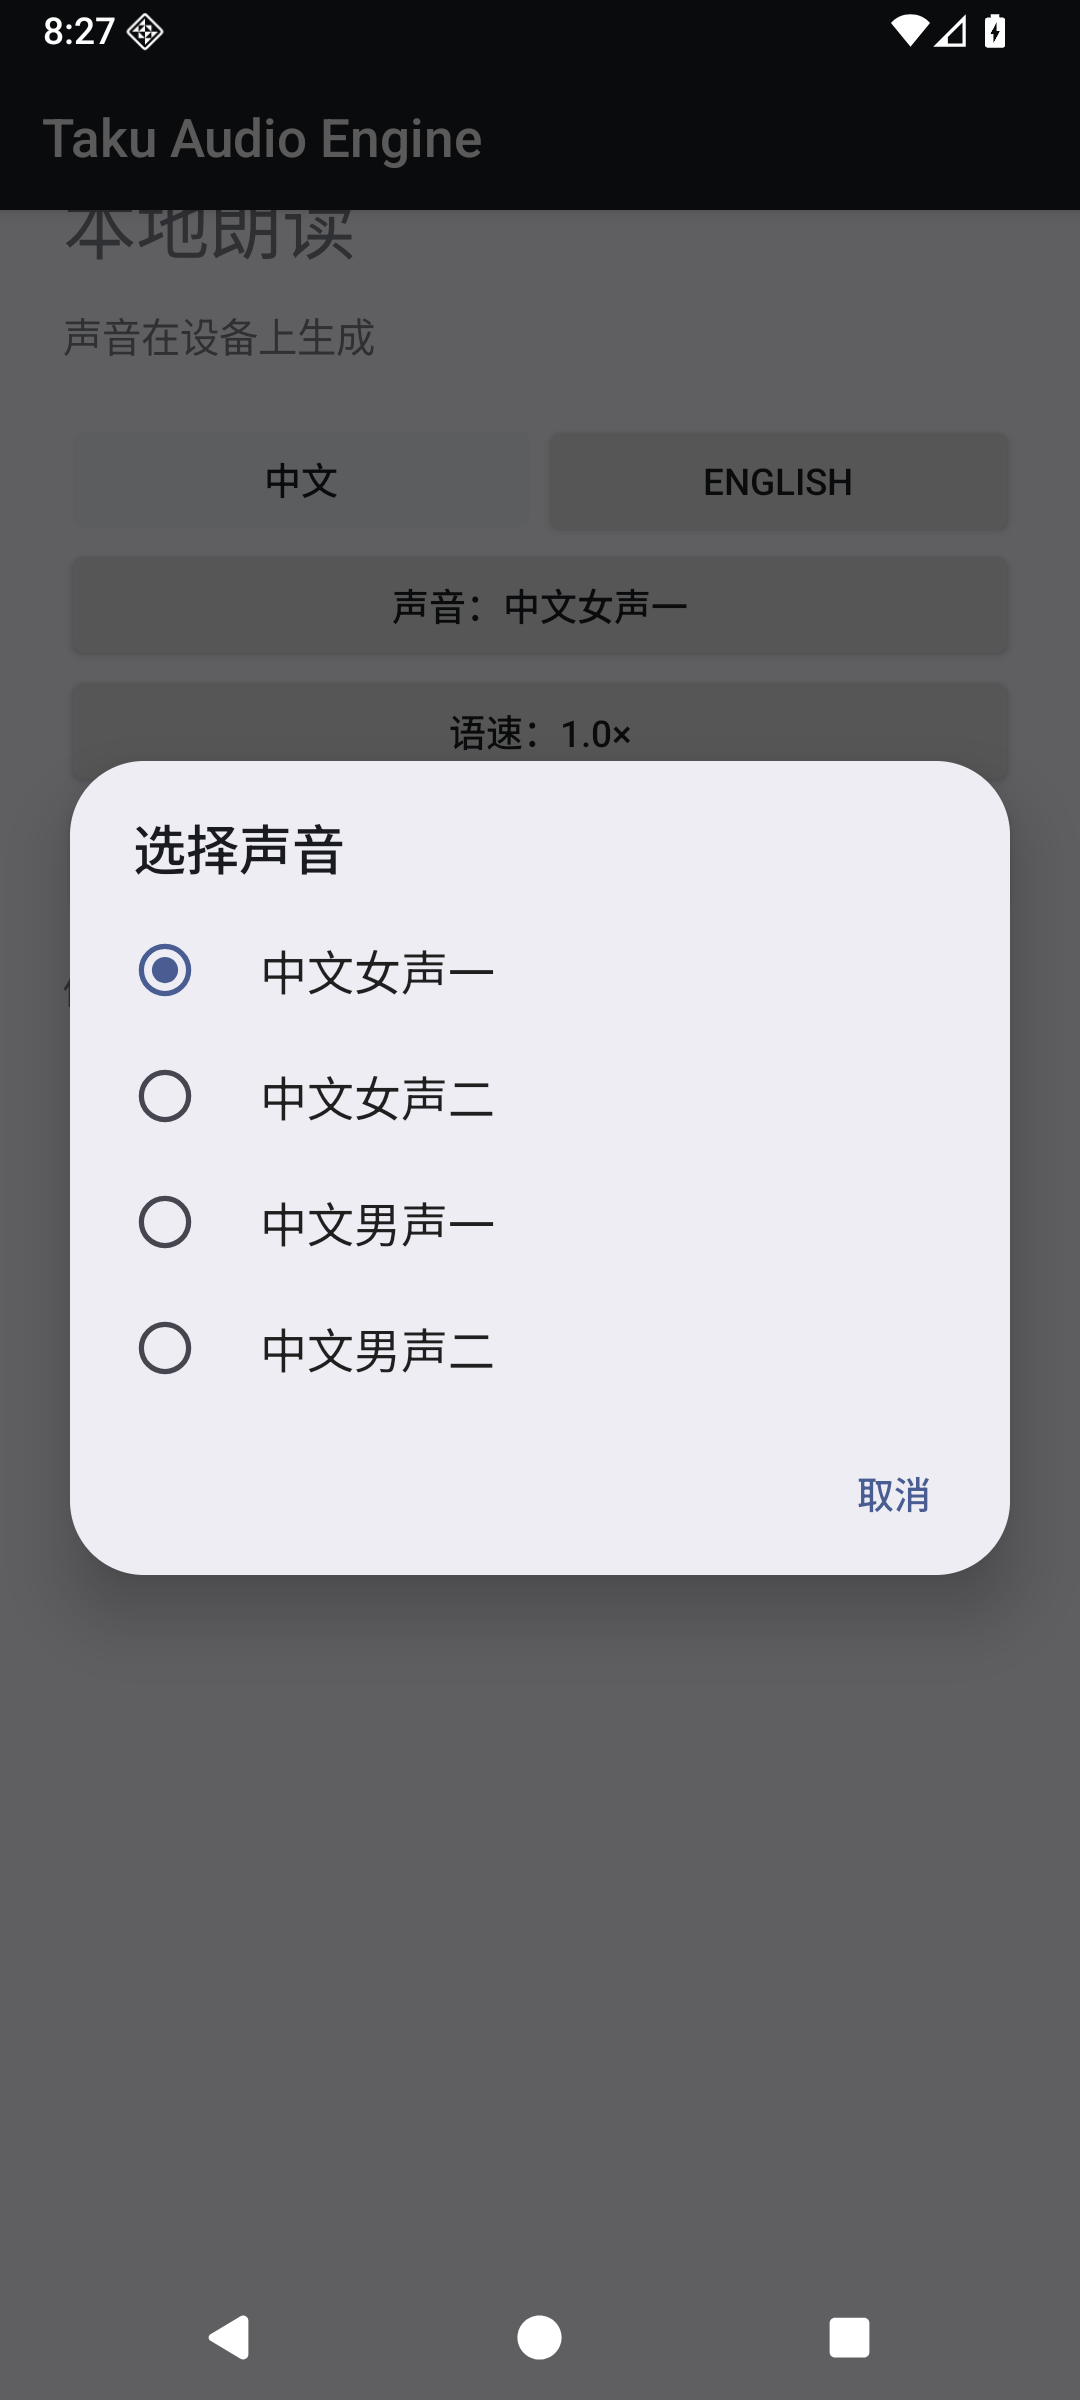 8:27
Taku Audio Engine
本地朗读
声音在设备上生成
中文
ENGLISH
声音：中文女声一
语速：1.0×
选择声音
中文女声一
中文女声二
中文男声一
中文男声二
取消